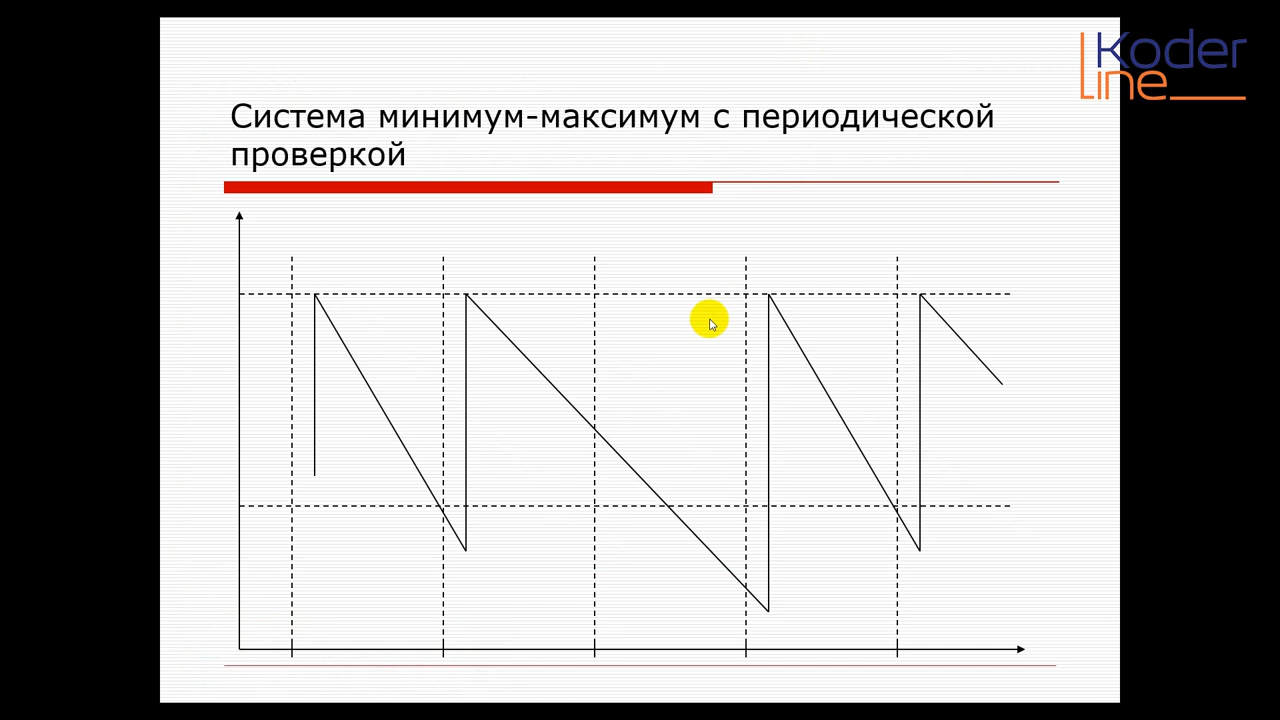 Koder
line
Система минимум-максимум с периодической
проверкой